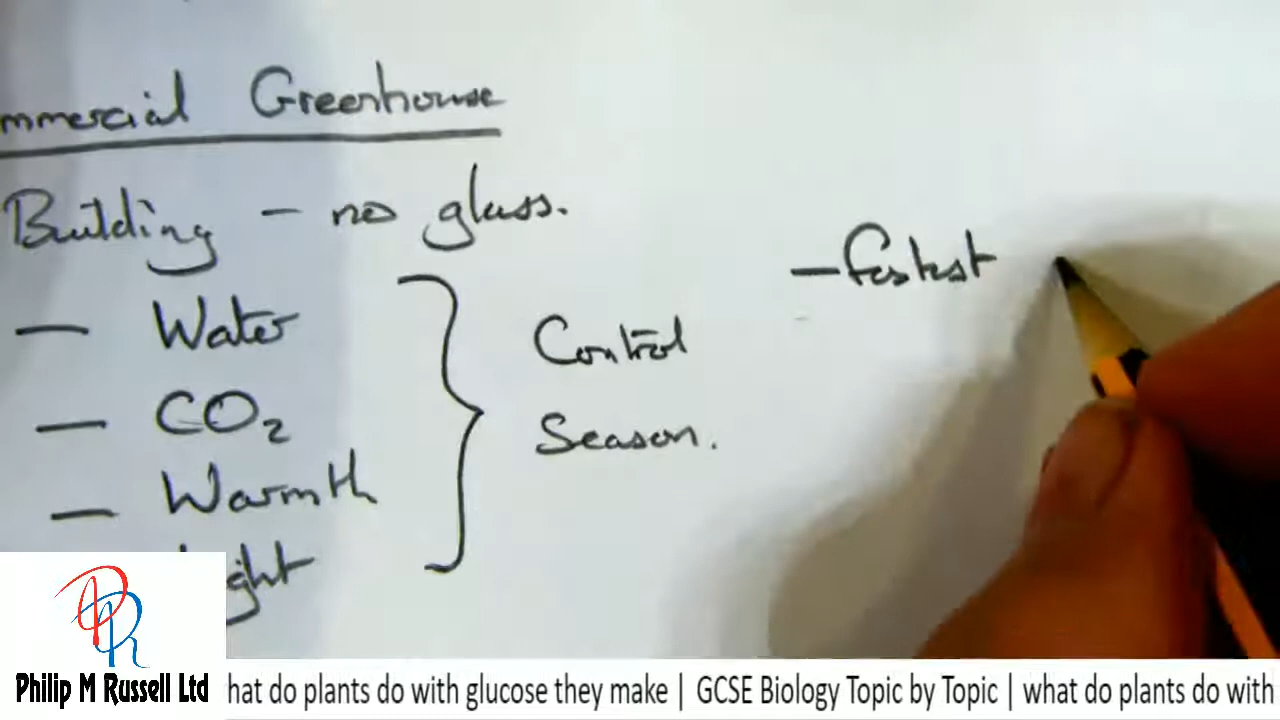 mmercial Greenhouse
Building - no glass.
- Water
- CO2
- Warmth
ght
Control
Season.
- fastest
Philip M Russell Ltd
hat do plants do with glucose they make | GCSE Biology Topic by Topic | what do plants do with